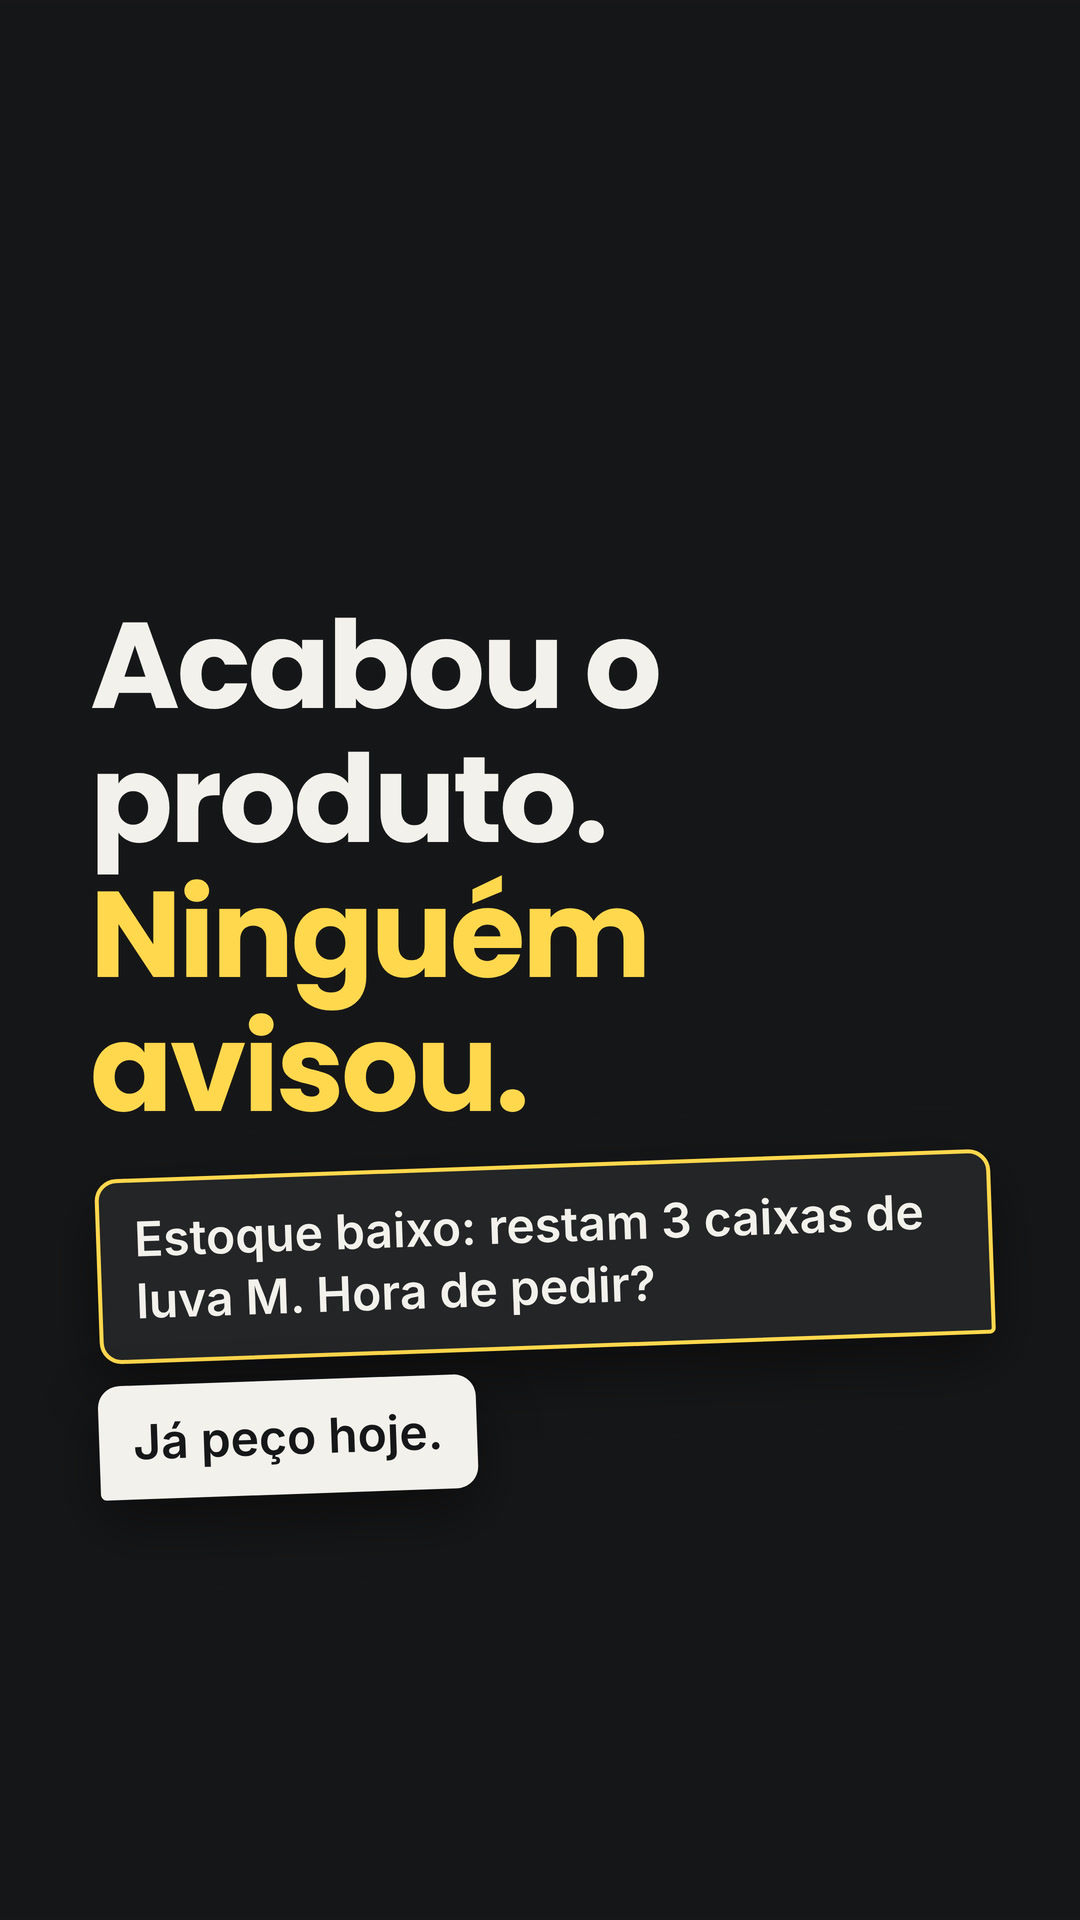 Acabou o
produto.
Ninguém
avisou.
Estoque baixo: restam 3 caixas de
luva M. Hora de pedir?
Já peço hoje.